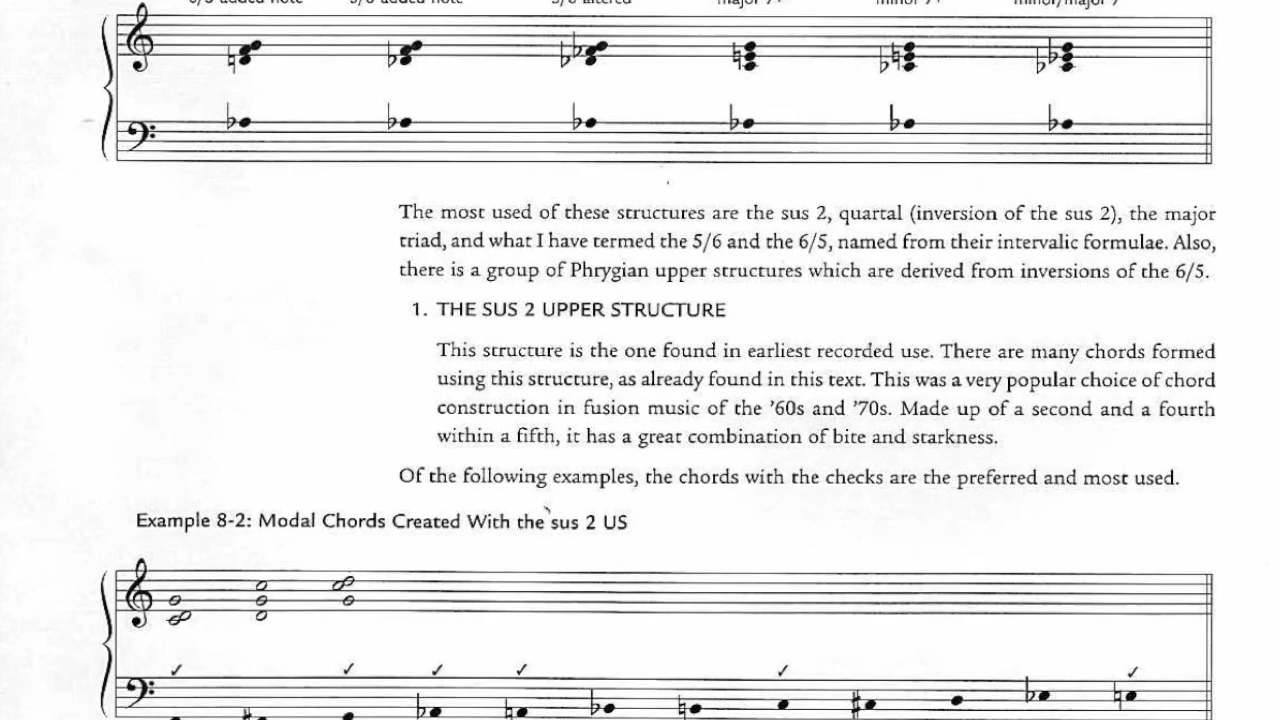 The most used of these structures are the sus 2, quartal (inversion of the sus 2), the major
triad, and what I have termed the 5/6 and the 6/5, named from their intervalic formulae. Also,
there is a group of Phrygian upper structures which are derived from inversions of the 6/5.
1. THE SUS 2 UPPER STRUCTURE
This structure is the one found in earliest recorded use. There are many chords formed
using this structure, as already found in this text. This was a very popular choice of chord
construction in fusion music of the ’60s and ’70s. Made up of a second and a fourth
within a fifth, it has a great combination of bite and starkness.
Of the following examples, the chords with the checks are the preferred and most used.
Example 8-2: Modal Chords Created With the sus 2 US